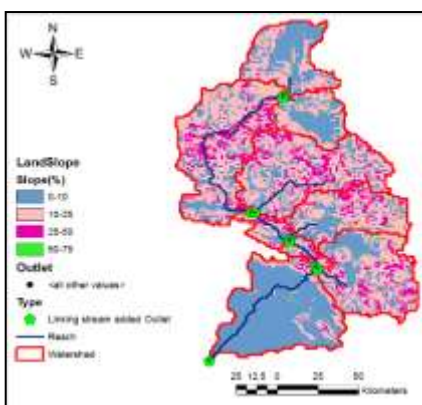 N
W E
S
LandSlope
Slope(%)
0-10
10-25
25-50
50-75
Outlet
<all other values>
Type
Linking stream added Outlet
Reach
Watershed
25 12.5 0 25 50
Kilometers